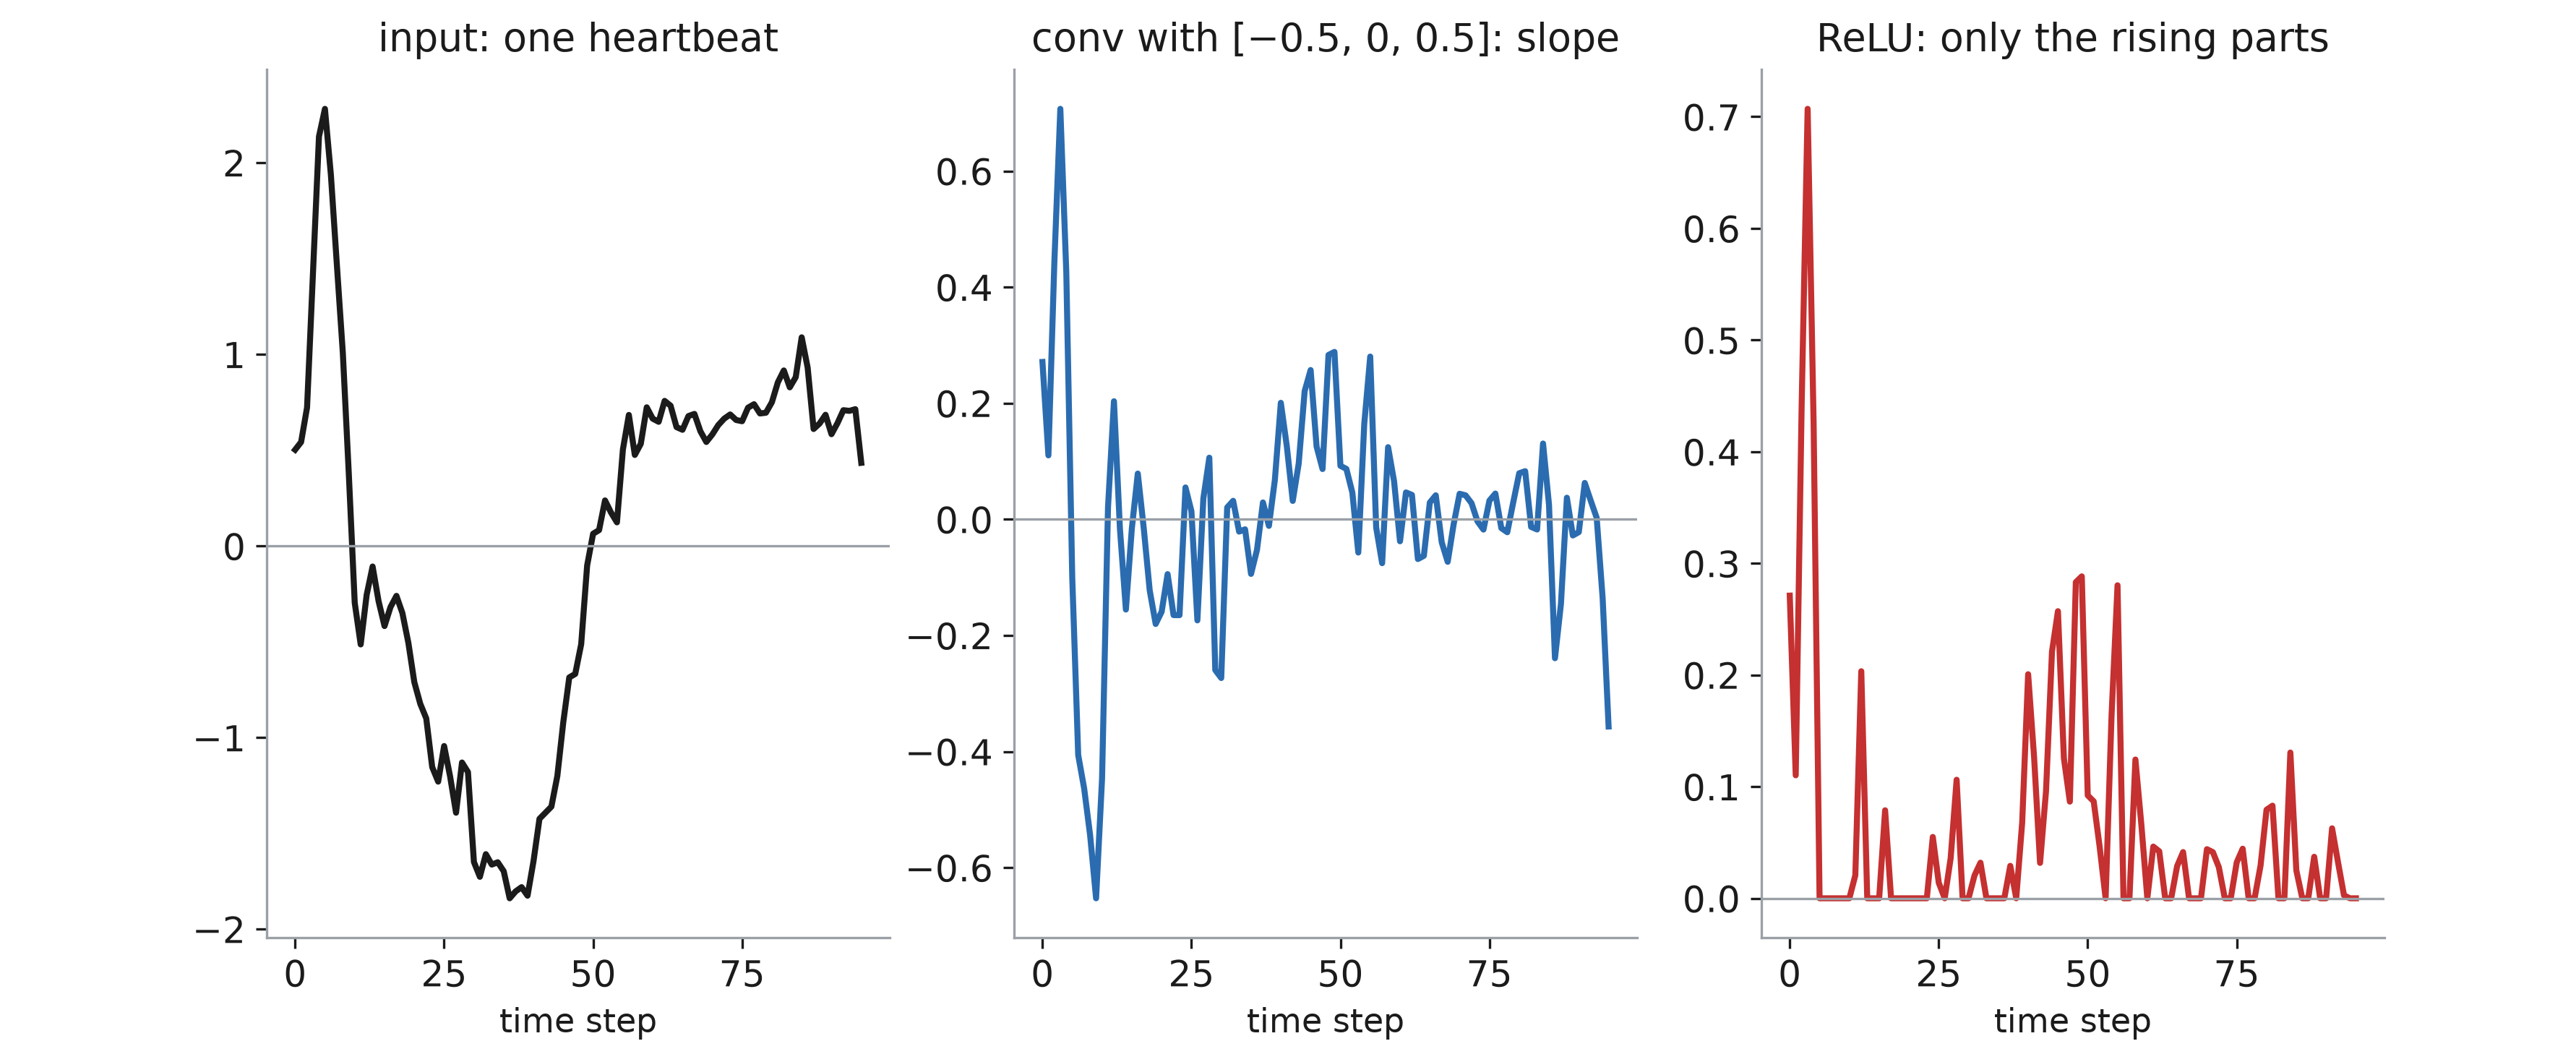 input: one heartbeat
2
1
0
−1
−2
0 25 50 75
time step
conv with [−0.5, 0, 0.5]: slope
0.6
0.4
0.2
0.0
−0.2
−0.4
−0.6
0 25 50 75
time step
ReLU: only the rising parts
0.7
0.6
0.5
0.4
0.3
0.2
0.1
0.0
0 25 50 75
time step